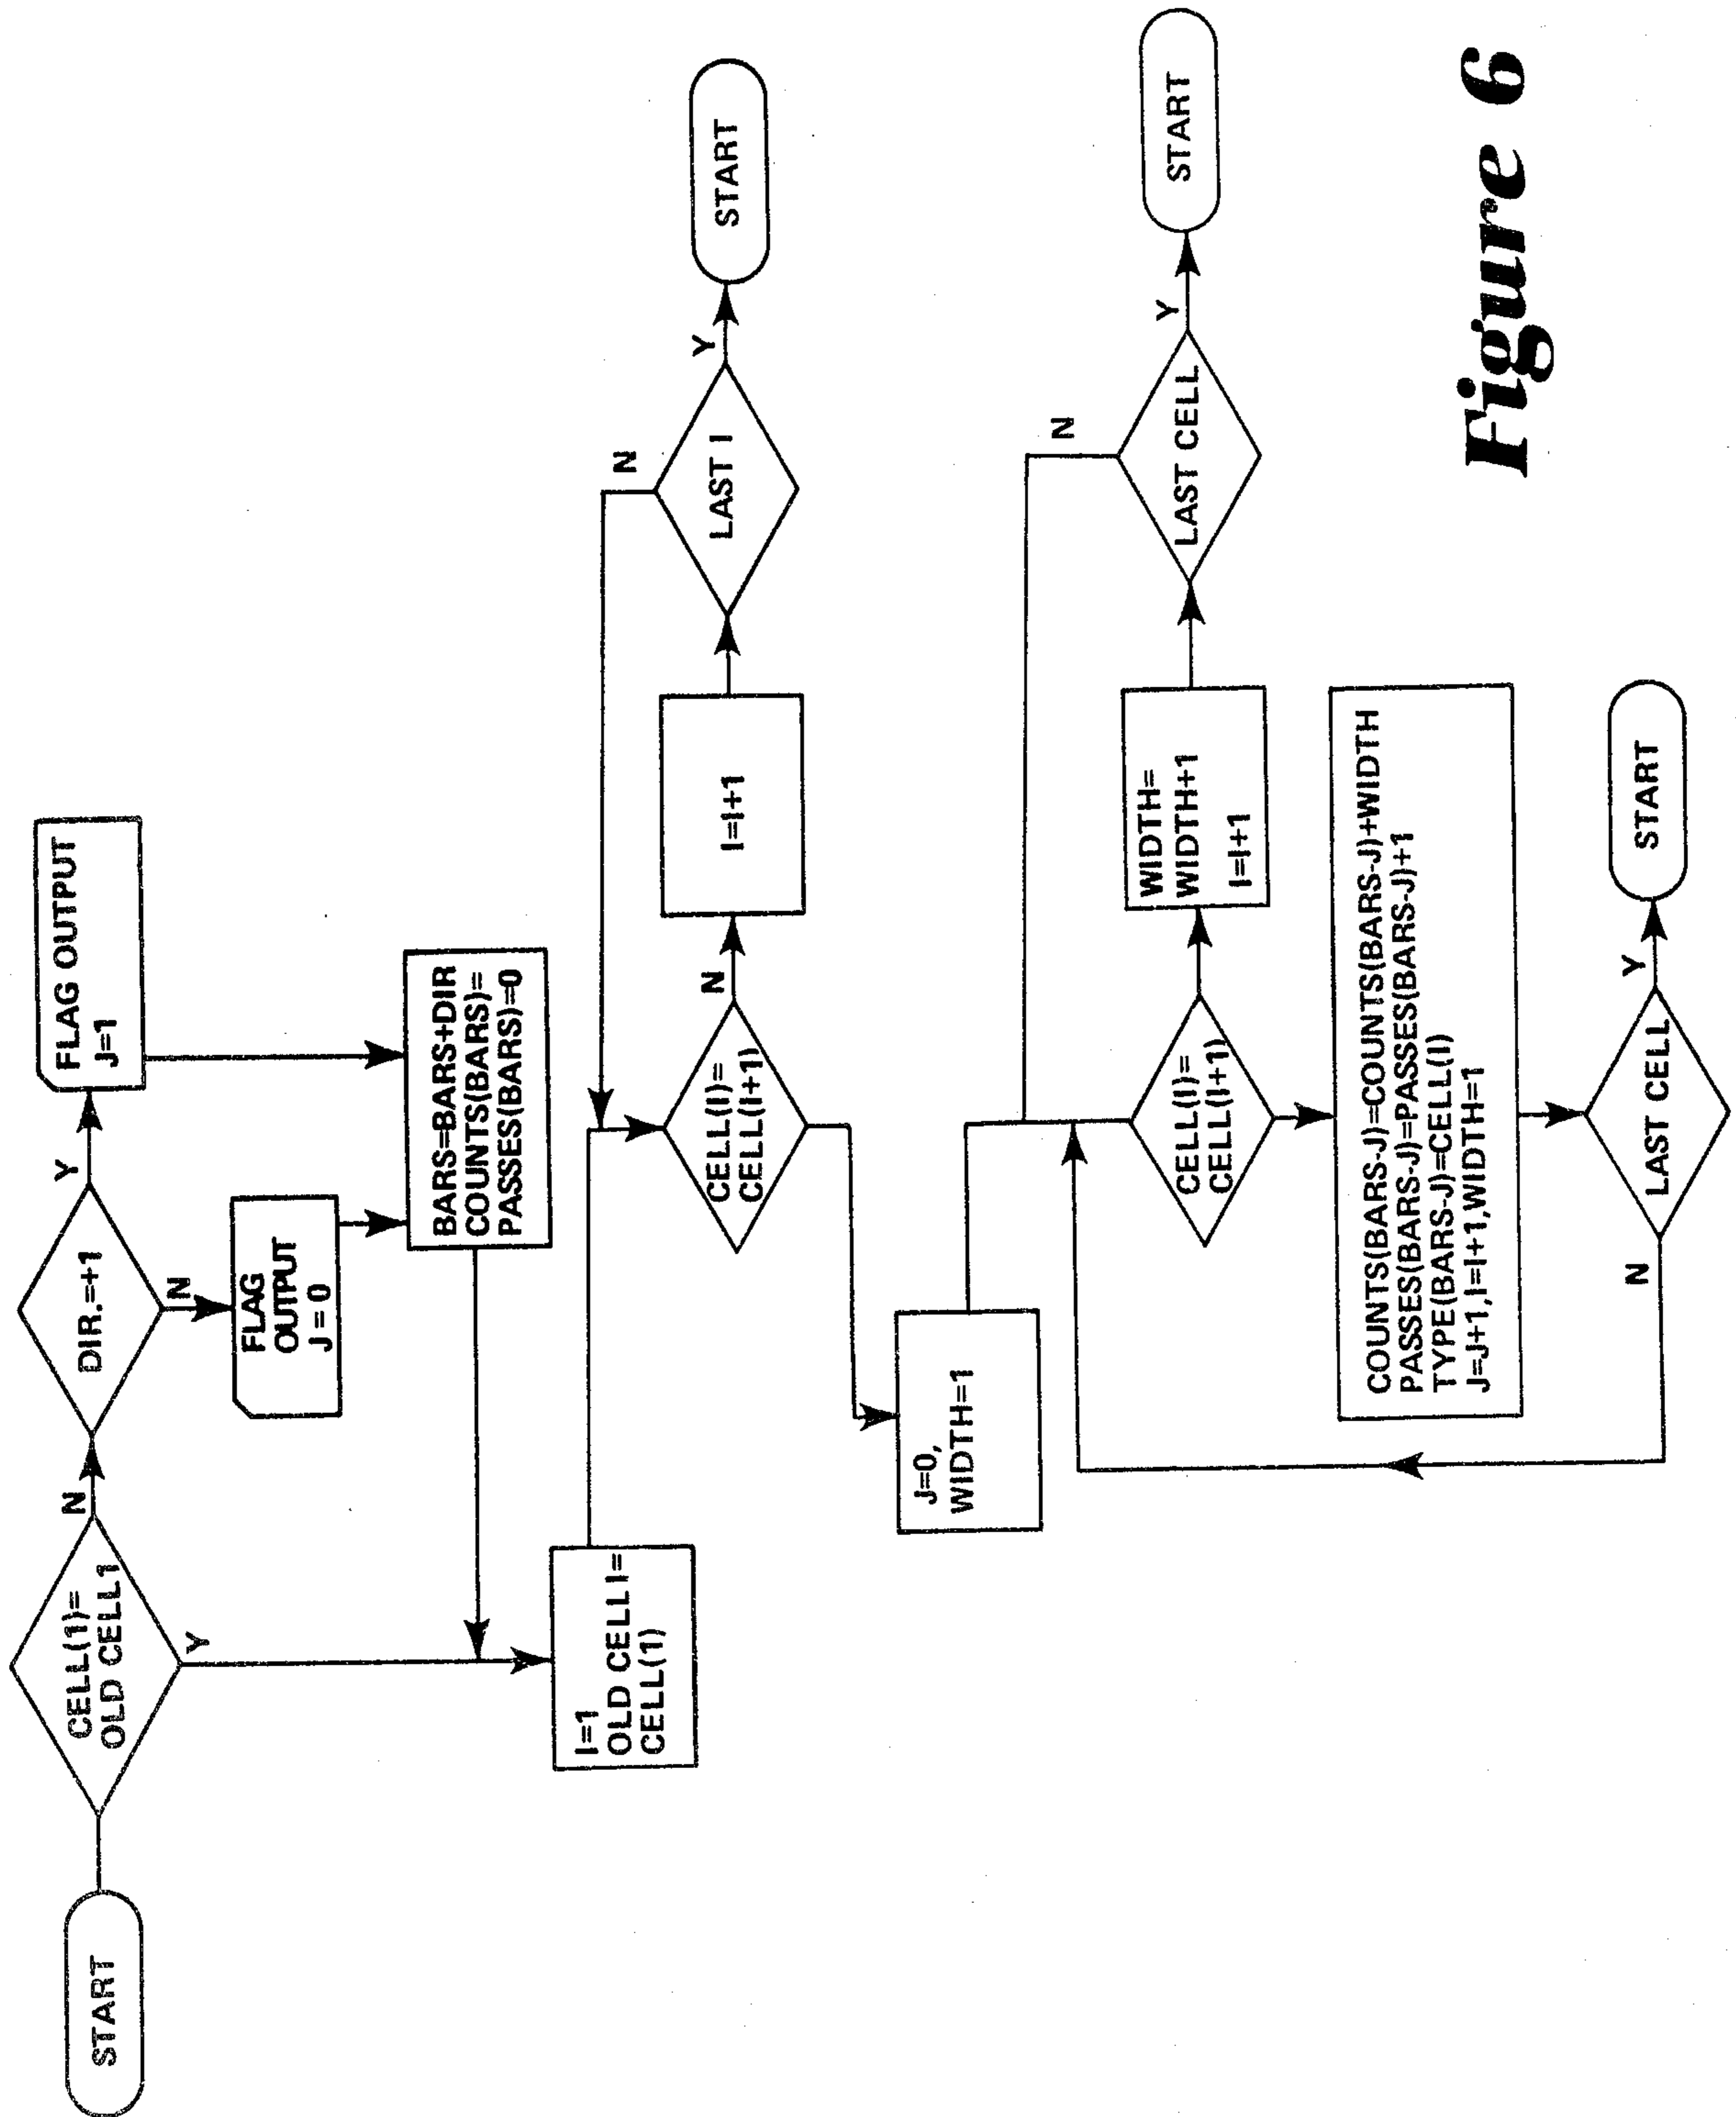 START
CELL(1)=
OLD CELL1
N
Y
DIR.=+1
Y
N
FLAG OUTPUT
J=1
FLAG
OUTPUT
J=0
BARS=BARS+DIR
COUNTS(BARS)=
PASSES(BARS)=0
I=1
OLD CELLI=
CELL(1)
CELL(I)=
CELL(I+1)
N
I=I+1
LAST I
N
Y
START
J=0,
WIDTH=1
CELL(I)=
CELL(I+1)
WIDTH=
WIDTH+1
I=I+1
LAST CELL
N
Y
START
COUNTS(BARS-J)=COUNTS(BARS-J)+WIDTH
PASSES(BARS-J)=PASSES(BARS-J)+1
TYPE(BARS-J)=CELL(I)
J=J+1,I=I+1,WIDTH=1
LAST CELL
N
Y
START
Figure 6